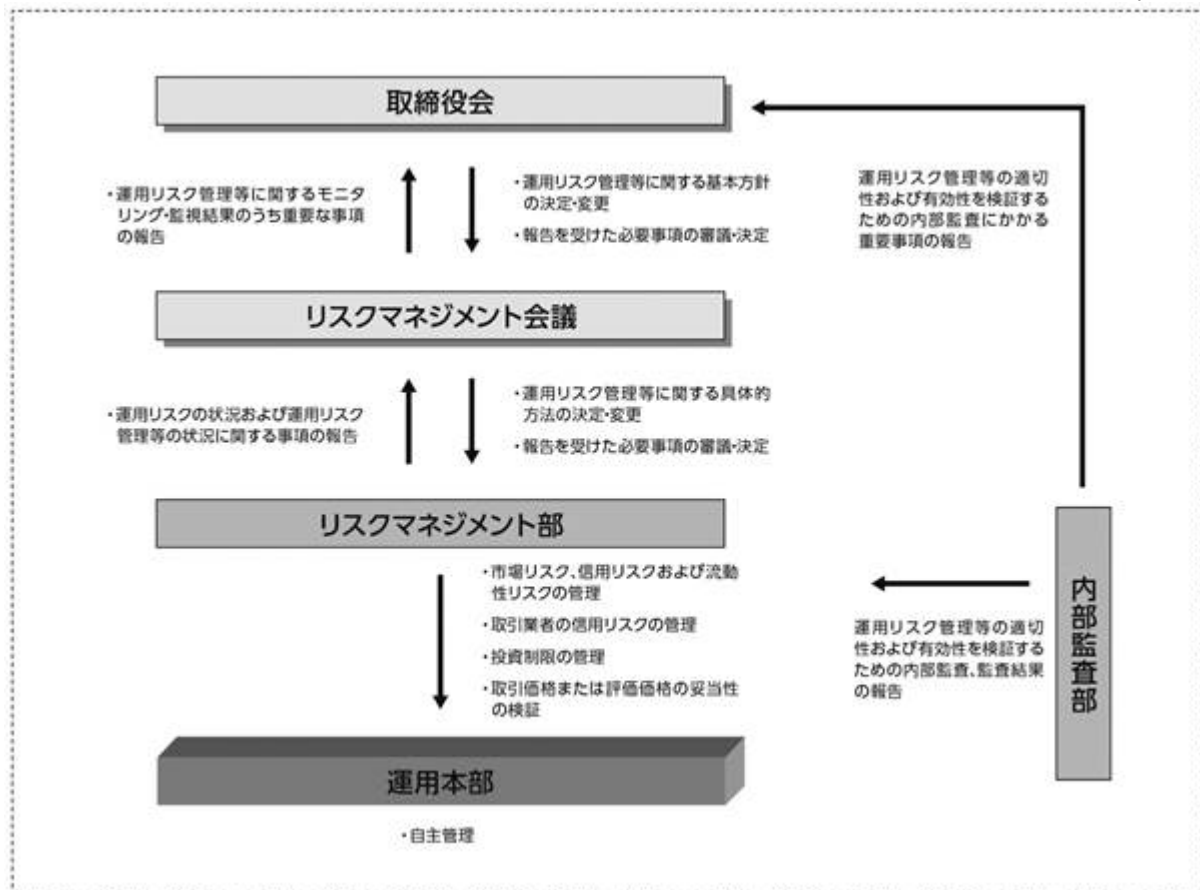 取締役会
・運用リスク管理等に関するモニタ
リング・監視結果のうち重要な事項
の報告
・運用リスク管理等に関する基本方針
の決定・変更
・報告を受けた必要事項の審議・決定
運用リスク管理等の適切
性および有効性を検証する
ための内部監査にかかる
重要事項の報告
リスクマネジメント会議
・運用リスクの状況および運用リスク
管理等の状況に関する事項の報告
・運用リスク管理等に関する具体的
方法の決定・変更
・報告を受けた必要事項の審議・決定
リスクマネジメント部
・市場リスク、信用リスクおよび流動
性リスクの管理
・取引業者の信用リスクの管理
・投資制限の管理
・取引価格または評価価格の妥当性
の検証
運用リスク管理等の適切
性および有効性を検証する
ための内部監査、監査結果
の報告
内部監査部
運用本部
・自主管理